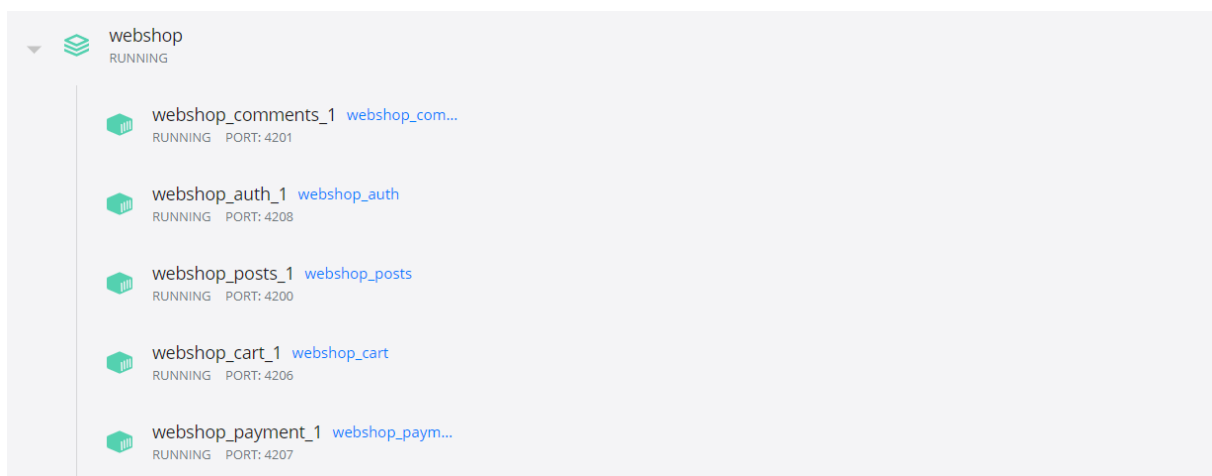 webshop
RUNNING
webshop_comments_1 webshop_com...
RUNNING PORT: 4201
webshop_auth_1 webshop_auth
RUNNING PORT: 4208
webshop_posts_1 webshop_posts
RUNNING PORT: 4200
webshop_cart_1 webshop_cart
RUNNING PORT: 4206
webshop_payment_1 webshop_paym...
RUNNING PORT: 4207